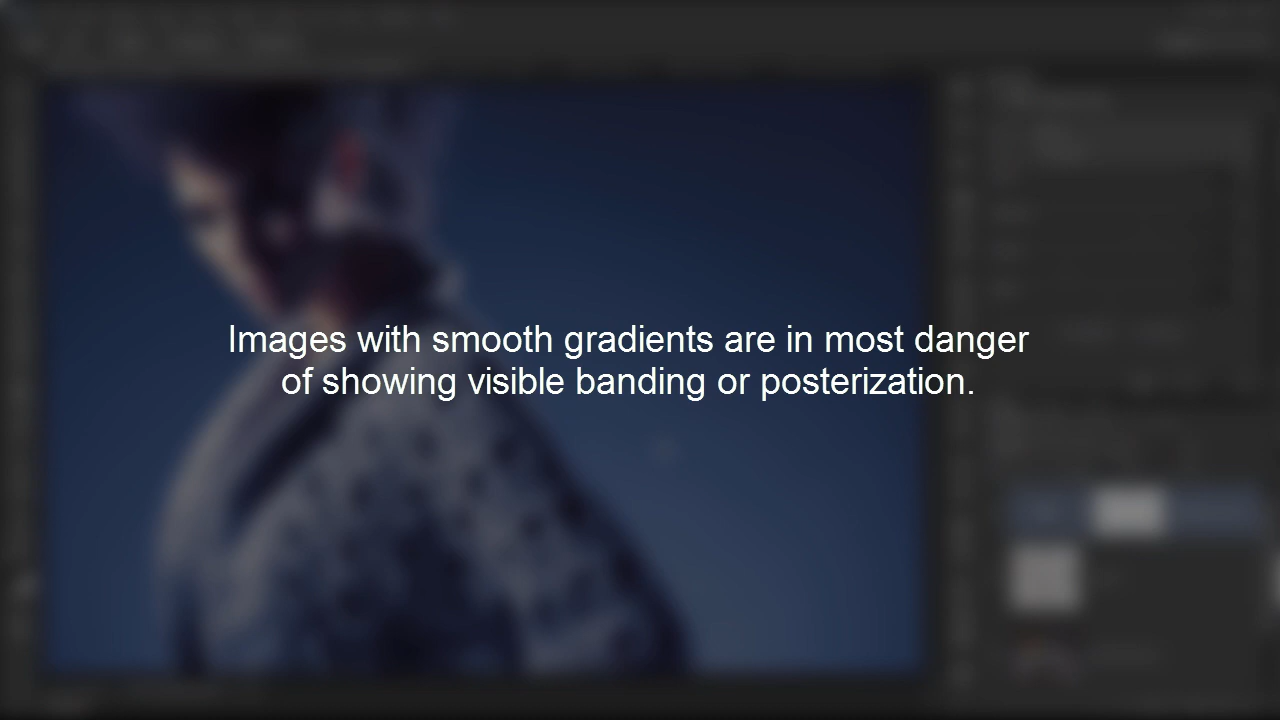 Images with smooth gradients are in most danger
of showing visible banding or posterization.